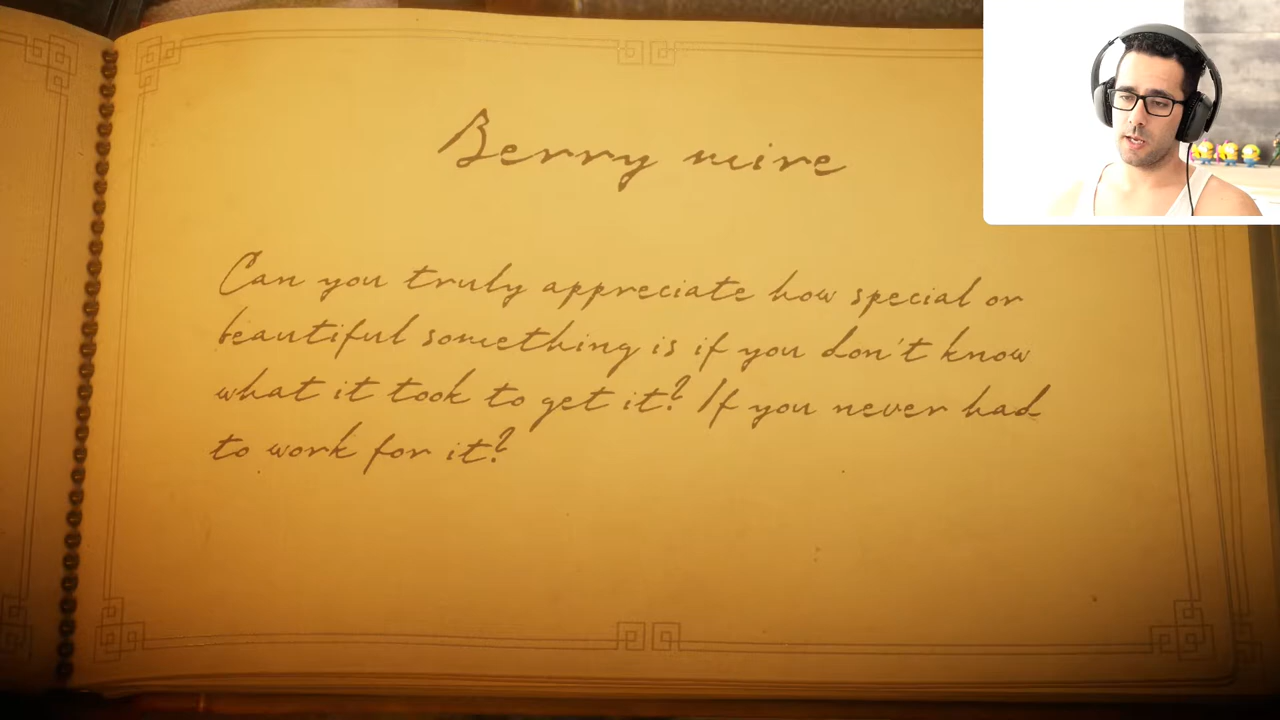 Berry mire
Can you truly appreciate how special or
beautiful something is if you don't know
what it took to get it? If you never had
to work for it?